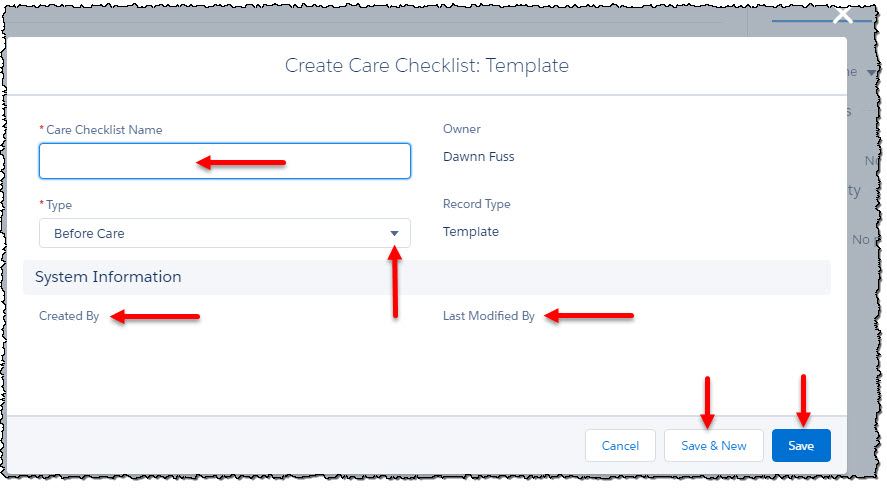 Create Care Checklist: Template
* Care Checklist Name
Owner
Dawnn Fuss
* Type
Before Care
Record Type
Template
System Information
Created By
Last Modified By
Cancel
Save & New
Save
No